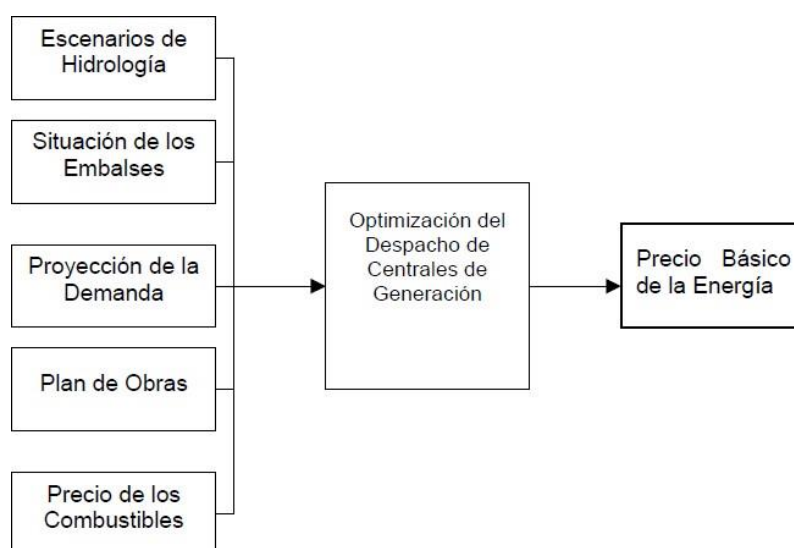 Escenarios de
Hidrología
Situación de los
Embalses
Proyección de la
Demanda
Plan de Obras
Precio de los
Combustibles
Optimización del
Despacho de
Centrales de
Generación
Precio Básico
de la Energía